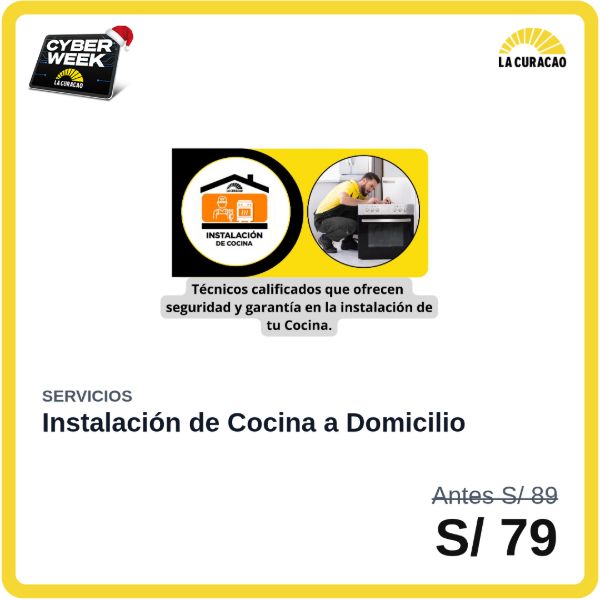 CYBER
WEEK
LA CURACAO
LA CURACAO
INSTALACIÓN
DE COCINA
Técnicos calificados que ofrecen
seguridad y garantía en la instalación de
tu Cocina.
SERVICIOS
Instalación de Cocina a Domicilio
Antes S/ 89
S/ 79